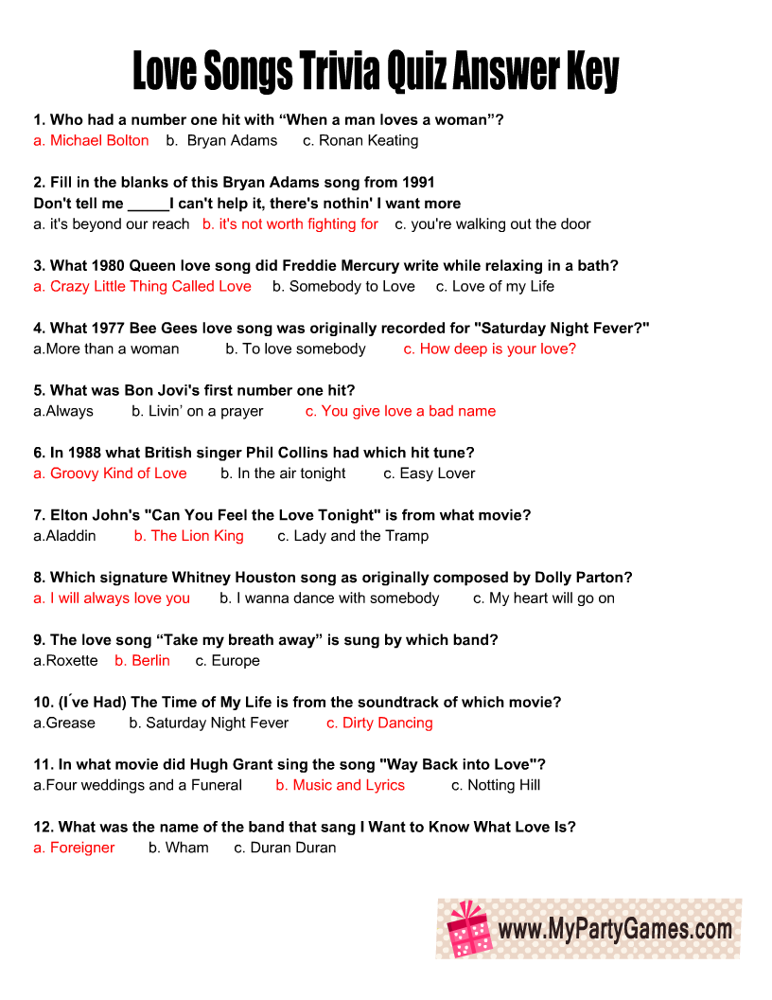 Love Songs Trivia Quiz Answer Key
1. Who had a number one hit with “When a man loves a woman”?
a. Michael Bolton b. Bryan Adams c. Ronan Keating
2. Fill in the blanks of this Bryan Adams song from 1991
Don't tell me _____I can't help it, there's nothin' I want more
a. it's beyond our reach b. it's not worth fighting for c. you're walking out the door
3. What 1980 Queen love song did Freddie Mercury write while relaxing in a bath?
a. Crazy Little Thing Called Love b. Somebody to Love c. Love of my Life
4. What 1977 Bee Gees love song was originally recorded for "Saturday Night Fever?"
a.More than a woman b. To love somebody c. How deep is your love?
5. What was Bon Jovi's first number one hit?
a.Always b. Livin’ on a prayer c. You give love a bad name
6. In 1988 what British singer Phil Collins had which hit tune?
a. Groovy Kind of Love b. In the air tonight c. Easy Lover
7. Elton John's "Can You Feel the Love Tonight" is from what movie?
a.Aladdin b. The Lion King c. Lady and the Tramp
8. Which signature Whitney Houston song as originally composed by Dolly Parton?
a. I will always love you b. I wanna dance with somebody c. My heart will go on
9. The love song “Take my breath away” is sung by which band?
a.Roxette b. Berlin c. Europe
10. (I´ve Had) The Time of My Life is from the soundtrack of which movie?
a.Grease b. Saturday Night Fever c. Dirty Dancing
11. In what movie did Hugh Grant sing the song "Way Back into Love"?
a.Four weddings and a Funeral b. Music and Lyrics c. Notting Hill
12. What was the name of the band that sang I Want to Know What Love Is?
a. Foreigner b. Wham c. Duran Duran
www.MyPartyGames.com